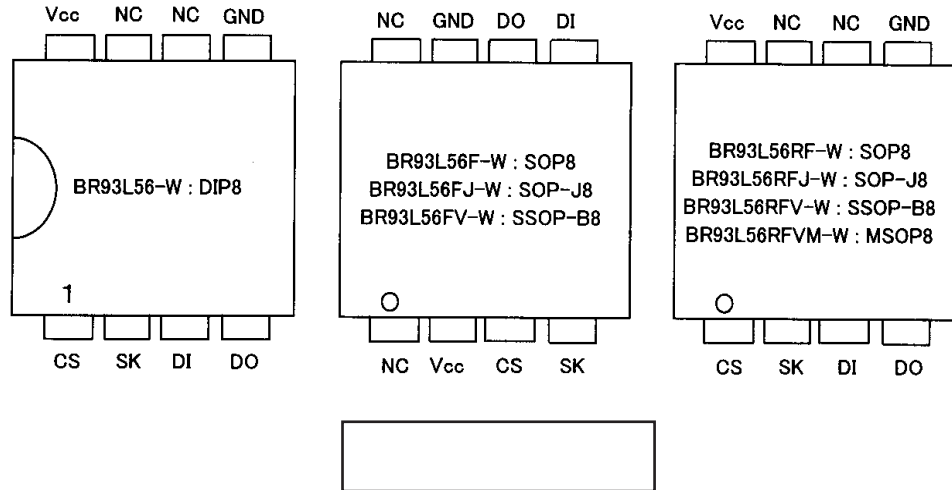 Vcc NC NC GND
BR93L56-W : DIP8
1
CS SK DI DO
NC GND DO DI
BR93L56F-W : SOP8
BR93L56FJ-W : SOP-J8
BR93L56FV-W : SSOP-B8
NC Vcc CS SK
Vcc NC NC GND
BR93L56RF-W : SOP8
BR93L56RFJ-W : SOP-J8
BR93L56RFV-W : SSOP-B8
BR93L56RFVM-W : MSOP8
CS SK DI DO